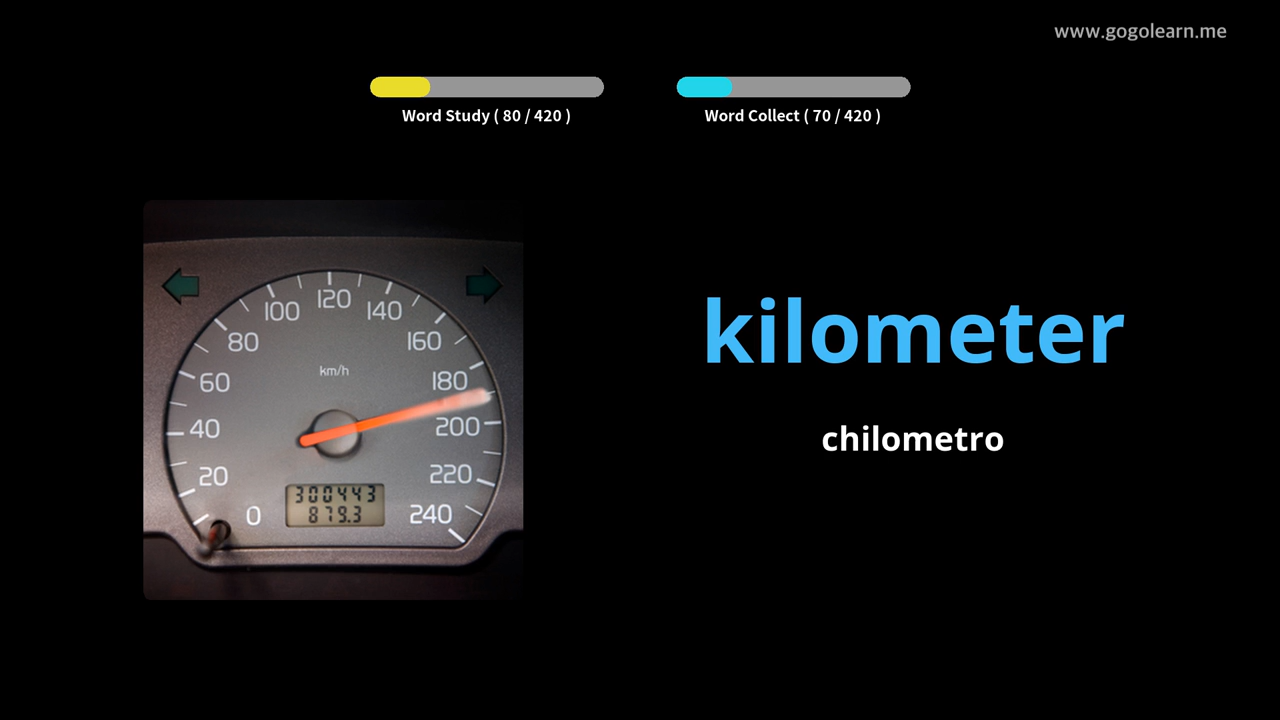 www.gogolearn.me
Word Study ( 80 / 420 )
Word Collect ( 70 / 420 )
120
100
140
80
160
km/h
60
180
40
200
20
220
300443
0
240
879.3
kilometer
chilometro